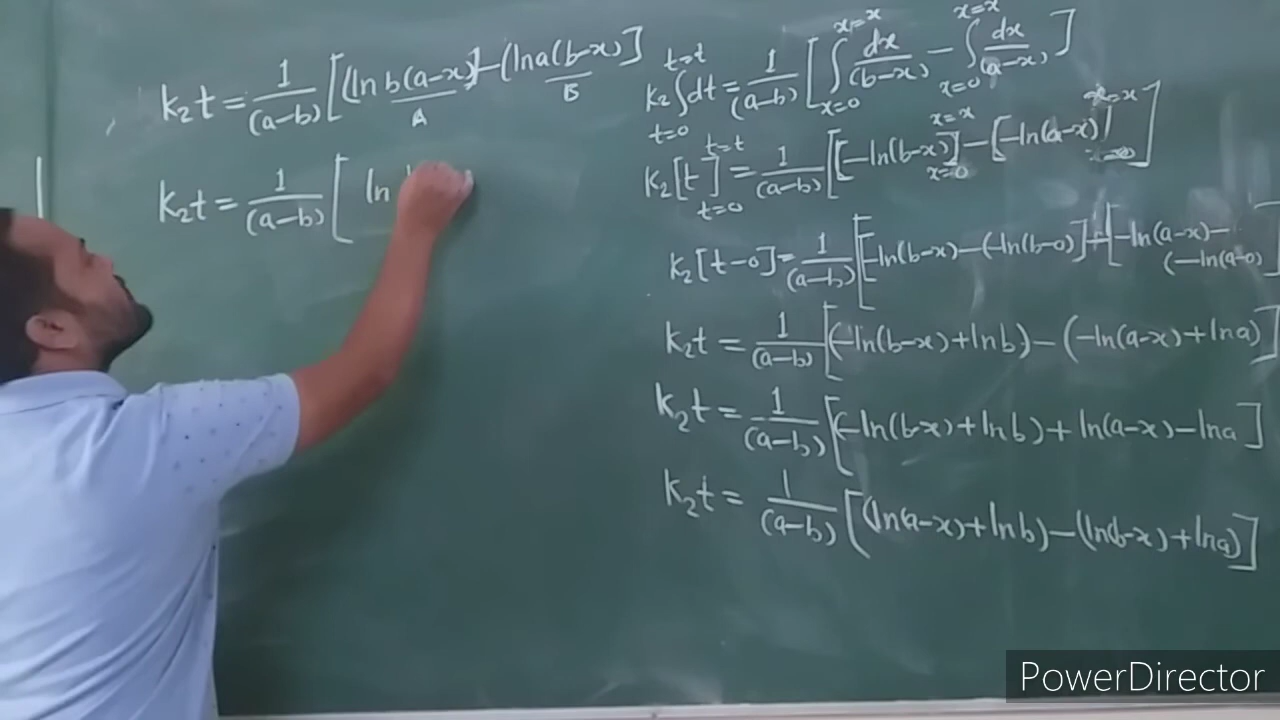 k₂t = 1/(a-b) [(ln b(a-x)] - (ln a(b-x)]
A B
k₂t = 1/(a-b) [ ln
k₂ ∫_{t=0}^{t=t} dt = 1/(a-b) [ ∫_{x=0}^{x=x} dx/(b-x) - ∫_{x=0}^{x=x} dx/(a-x) ]
k₂ [t]_{t=0}^{t=t} = 1/(a-b) [[-ln(b-x)]_{x=0}^{x=x} - [-ln(a-x)]_{x=0}^{x=x} ]
k₂ [t-0] = 1/(a-b) [[-ln(b-x) - (-ln(b-0)] - [-ln(a-x) -
(-ln(a-0)]
k₂t = 1/(a-b) [(-ln(b-x) + ln b) - (-ln(a-x) + ln a)]
k₂t = 1/(a-b) [(-ln(b-x) + ln b) + ln(a-x) - ln a]
k₂t = 1/(a-b) [(ln(a-x) + ln b) - (ln(b-x) + ln a)]
PowerDirector